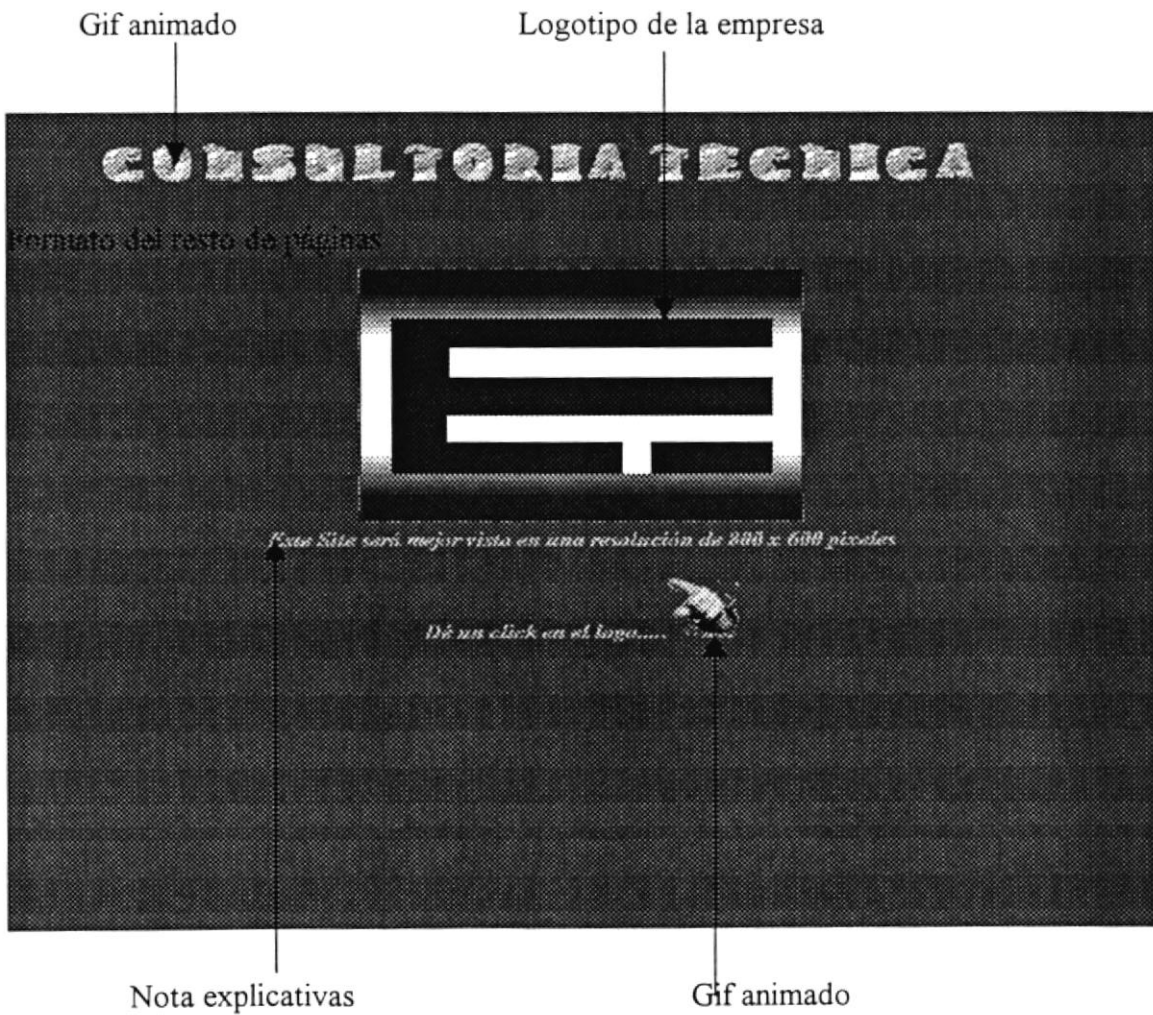 Gif animado Logotipo de la empresa
CONSULTORIA TECNICA
Formato del resto de páginas
Este Site será mejor visto en una resolución de 800 x 600 pixeles
Dé un click en el logo.....
Nota explicativas Gif animado